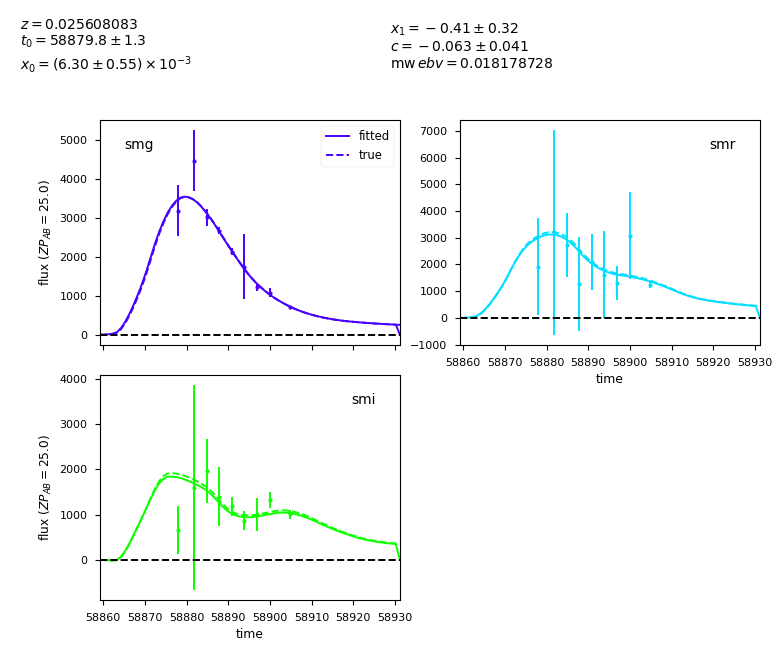 z = 0.025608083
t₀ = 58879.8 ± 1.3
x₀ = (6.30 ± 0.55) × 10⁻³
x₁ = −0.41 ± 0.32
c = −0.063 ± 0.041
mw ebv = 0.018178728
smg
fitted
true
5000
4000
3000
2000
1000
0
flux (ZP_AB = 25.0)
smr
7000
6000
5000
4000
3000
2000
1000
0
−1000
58860 58870 58880 58890 58900 58910 58920 58930
time
smi
4000
3000
2000
1000
0
flux (ZP_AB = 25.0)
58860 58870 58880 58890 58900 58910 58920 58930
time